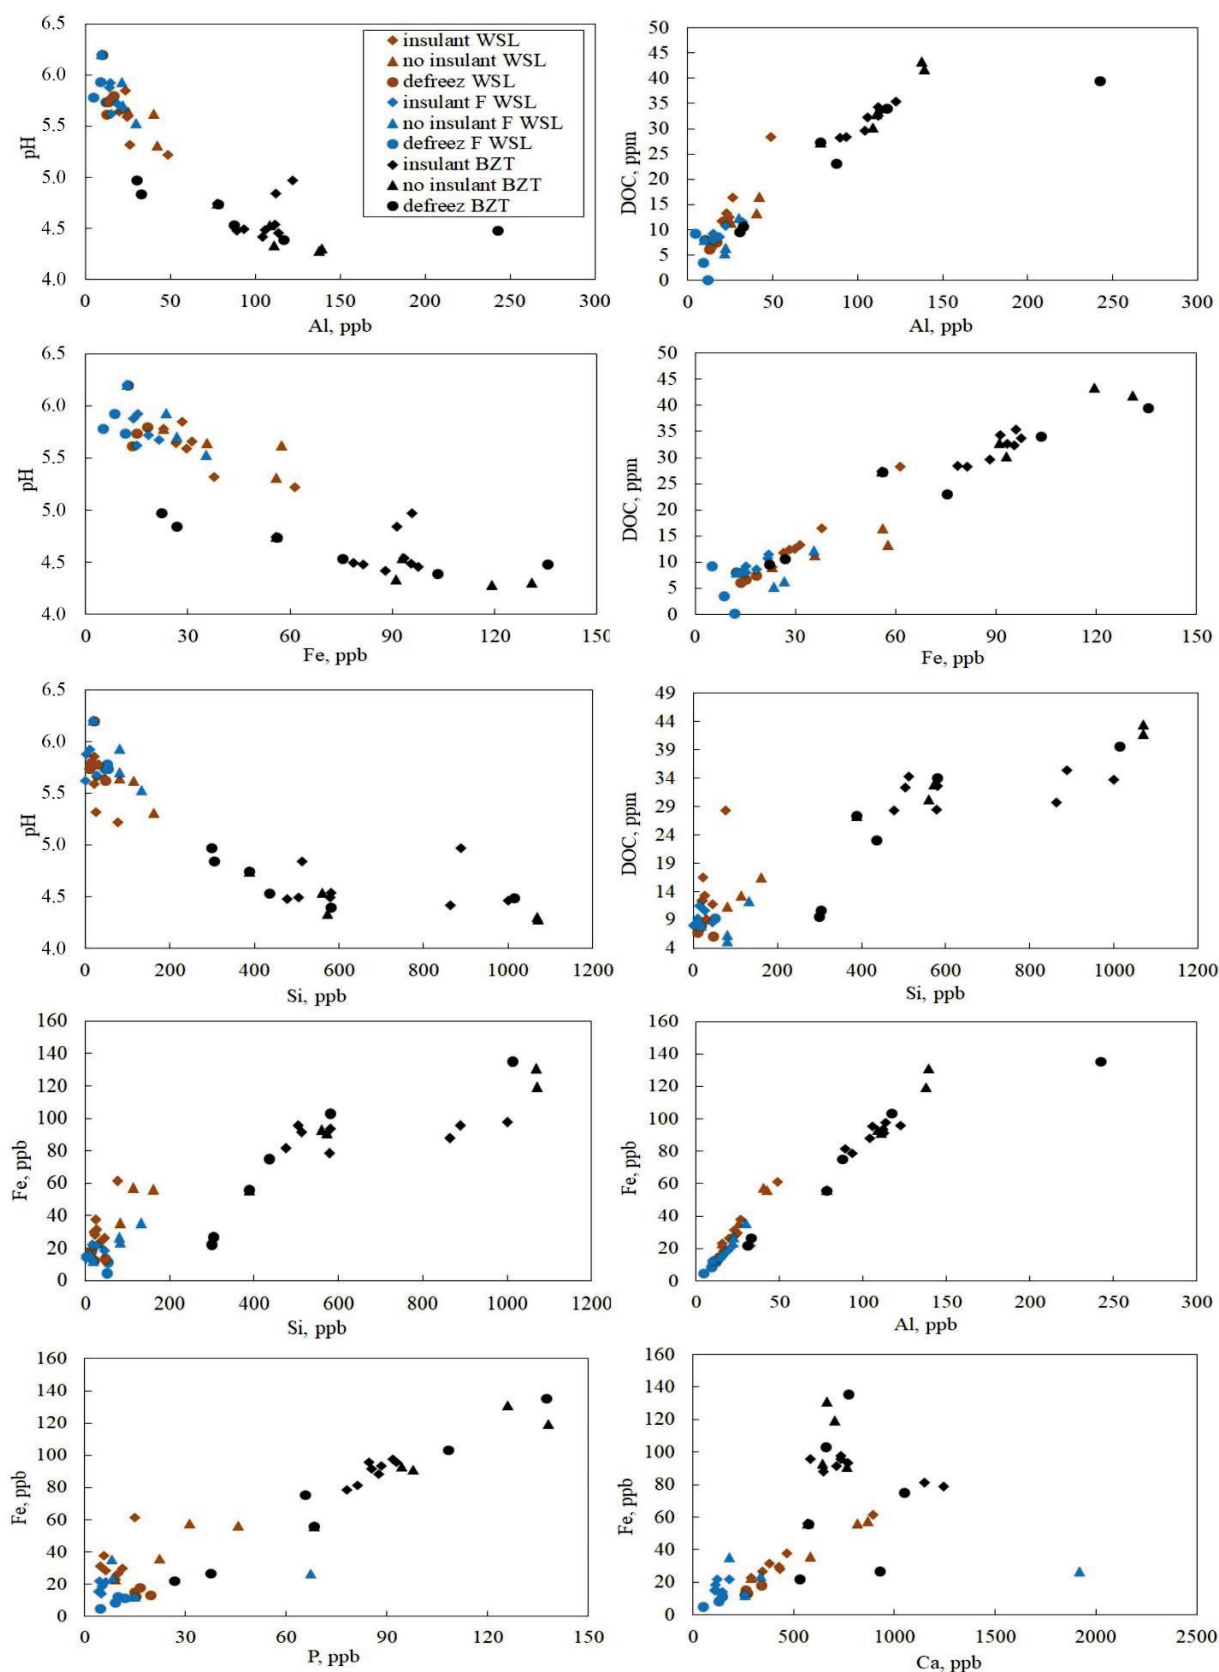 6.5
6.0
5.5
5.0
4.5
4.0
pH
0 50 100 150 200 250 300
Al, ppb
insulant WSL
no insulant WSL
defreez WSL
insulant F WSL
no insulant F WSL
defreez F WSL
insulant BZT
no insulant BZT
defreez BZT
50
45
40
35
30
25
20
15
10
5
0
DOC, ppm
0 50 100 150 200 250 300
Al, ppb
6.5
6.0
5.5
5.0
4.5
4.0
pH
0 30 60 90 120 150
Fe, ppb
50
45
40
35
30
25
20
15
10
5
0
DOC, ppm
0 30 60 90 120 150
Fe, ppb
6.5
6.0
5.5
5.0
4.5
4.0
pH
0 200 400 600 800 1000 1200
Si, ppb
49
44
39
34
29
24
19
14
9
4
DOC, ppm
0 200 400 600 800 1000 1200
Si, ppb
160
140
120
100
80
60
40
20
0
Fe, ppb
0 200 400 600 800 1000 1200
Si, ppb
160
140
120
100
80
60
40
20
0
Fe, ppb
0 50 100 150 200 250 300
Al, ppb
160
140
120
100
80
60
40
20
0
Fe, ppb
0 30 60 90 120 150
P, ppb
160
140
120
100
80
60
40
20
0
Fe, ppb
0 500 1000 1500 2000 2500
Ca, ppb